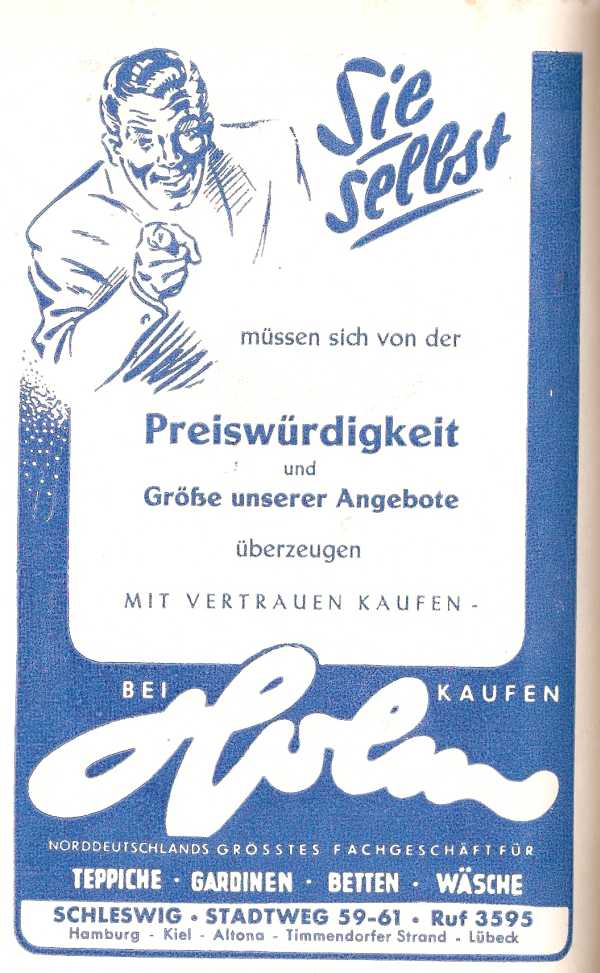 Sie
selbst
müssen sich von der
Preiswürdigkeit
und
Größe unserer Angebote
überzeugen
MIT VERTRAUEN KAUFEN -
BEI Holm KAUFEN
NORDDEUTSCHLANDS GRÖSSTES FACHGESCHÄFT FÜR
TEPPICHE · GARDINEN · BETTEN · WÄSCHE
SCHLESWIG • STADTWEG 59-61 • Ruf 3595
Hamburg - Kiel - Altona - Timmendorfer Strand - Lübeck